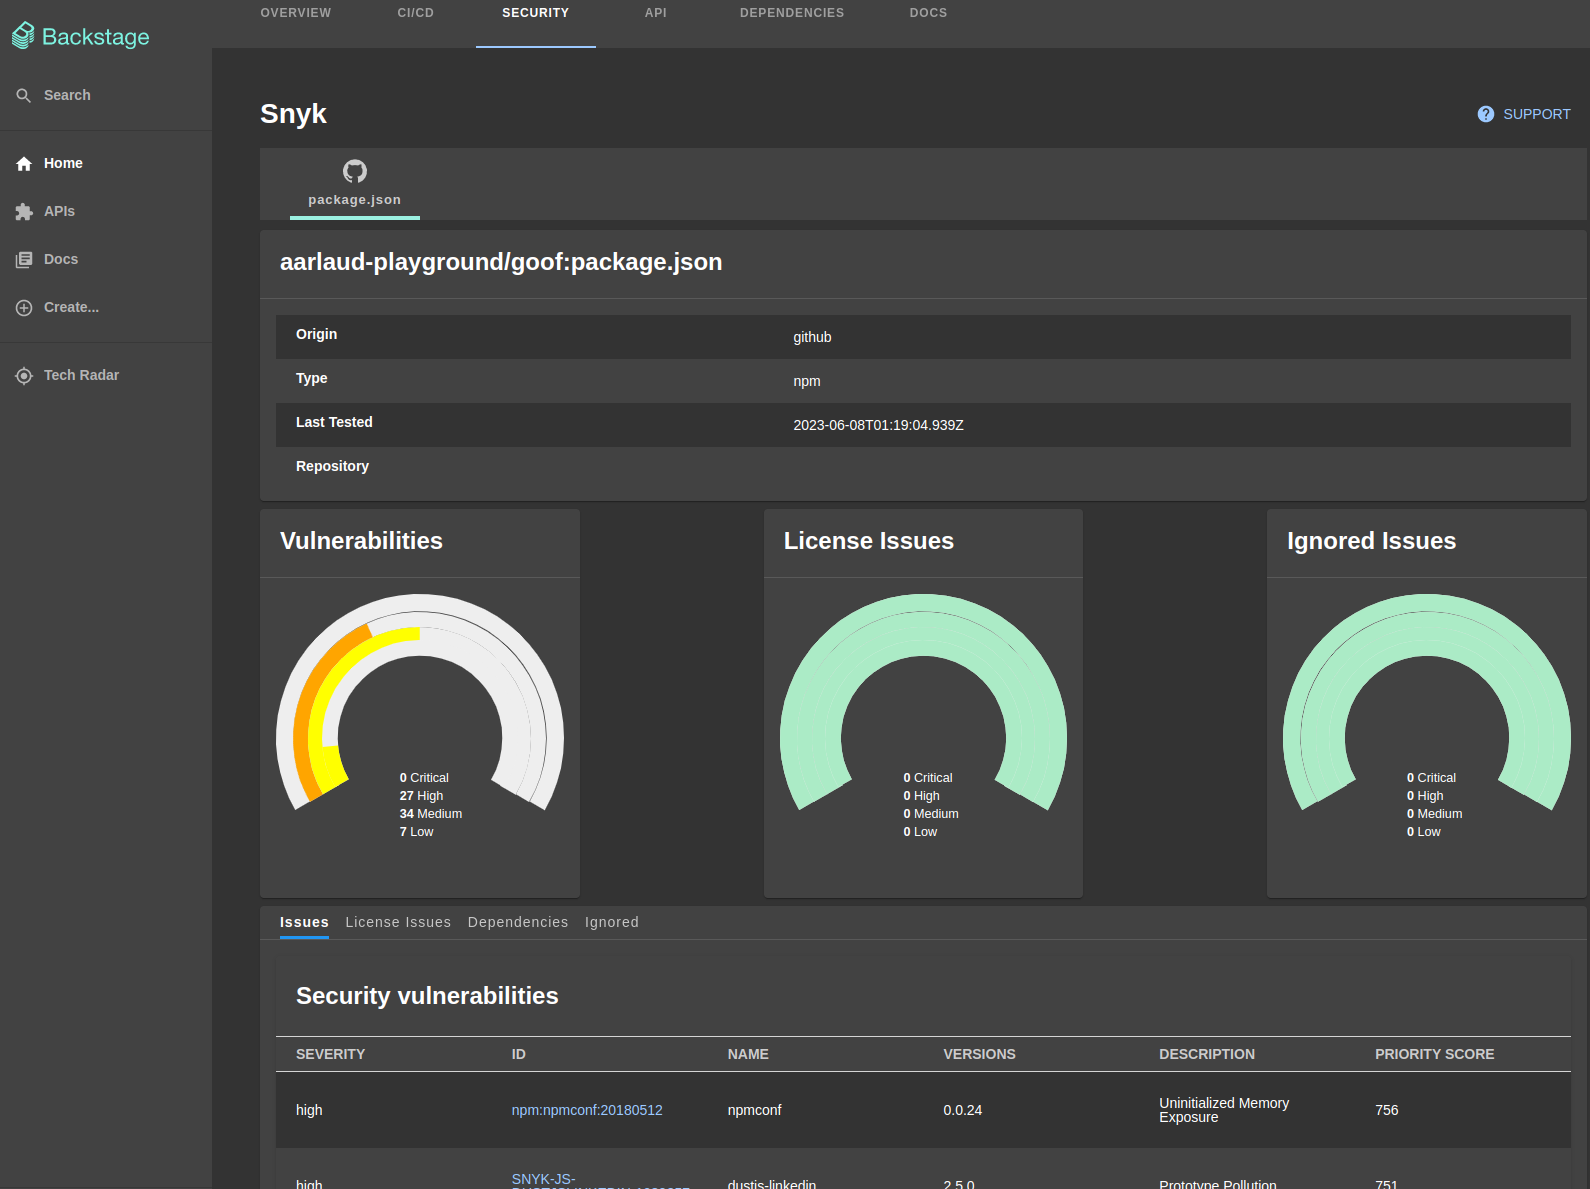 Backstage
OVERVIEW CI/CD SECURITY API DEPENDENCIES DOCS
Search
Home
APIs
Docs
Create...
Tech Radar
Snyk
SUPPORT
package.json
aarlaud-playground/goof:package.json
Origin github
Type npm
Last Tested 2023-06-08T01:19:04.939Z
Repository
Vulnerabilities
0 Critical
27 High
34 Medium
7 Low
License Issues
0 Critical
0 High
0 Medium
0 Low
Ignored Issues
0 Critical
0 High
0 Medium
0 Low
Issues License Issues Dependencies Ignored
Security vulnerabilities
SEVERITY ID NAME VERSIONS DESCRIPTION PRIORITY SCORE
high npm:npmconf:20180512 npmconf 0.0.24 Uninitialized Memory
Exposure 756
high SNYK-JS- dustjs-linkedin 2.5.0 Prototype Pollution 751